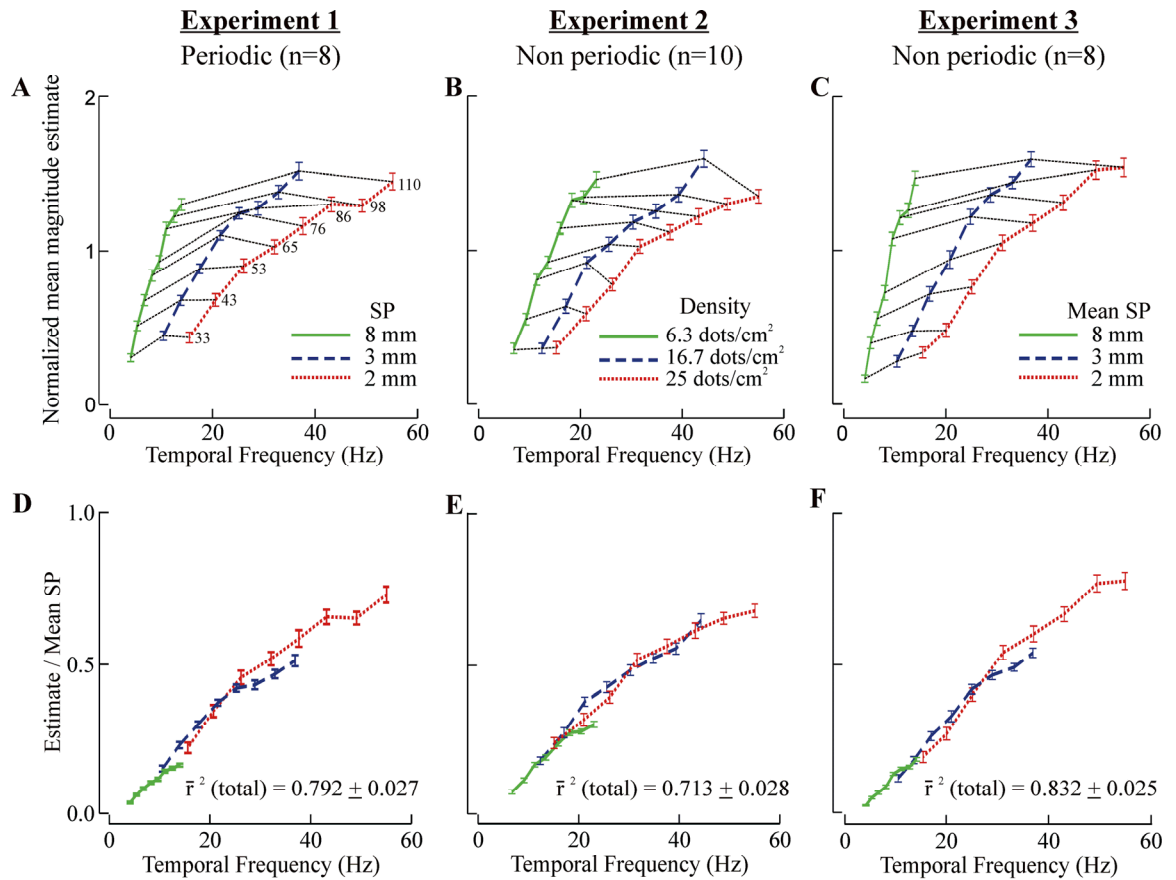 Experiment 1
Periodic (n=8)
Experiment 2
Non periodic (n=10)
Experiment 3
Non periodic (n=8)
A
Normalized mean magnitude estimate
2
1
0
33
43
53
65
76
86
98
110
SP
8 mm
3 mm
2 mm
0 20 40 60
Temporal Frequency (Hz)
B
Density
6.3 dots/cm²
16.7 dots/cm²
25 dots/cm²
0 20 40 60
Temporal Frequency (Hz)
C
Mean SP
8 mm
3 mm
2 mm
0 20 40 60
Temporal Frequency (Hz)
D
Estimate / Mean SP
1.0
0.5
0.0
r̄ ² (total) = 0.792 ± 0.027
0 20 40 60
Temporal Frequency (Hz)
E
r̄ ² (total) = 0.713 ± 0.028
0 20 40 60
Temporal Frequency (Hz)
F
r̄ ² (total) = 0.832 ± 0.025
0 20 40 60
Temporal Frequency (Hz)